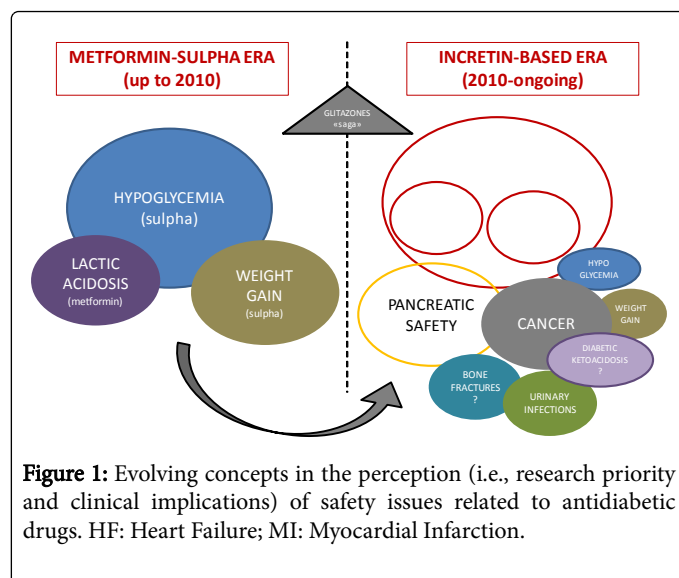 METFORMIN-SULPHA ERA
(up to 2010)
INCRETIN-BASED ERA
(2010-ongoing)
GLITAZONES
«saga»
HYPOGLYCEMIA
(sulpha)
LACTIC
ACIDOSIS
(metformin)
WEIGHT
GAIN
(sulpha)
HYPO
GLYCEMIA
WEIGHT
GAIN
PANCREATIC
SAFETY
CANCER
DIABETIC
KETOACIDOSIS
?
BONE
FRACTURES
?
URINARY
INFECTIONS
Figure 1: Evolving concepts in the perception (i.e., research priority
and clinical implications) of safety issues related to antidiabetic
drugs. HF: Heart Failure; MI: Myocardial Infarction.